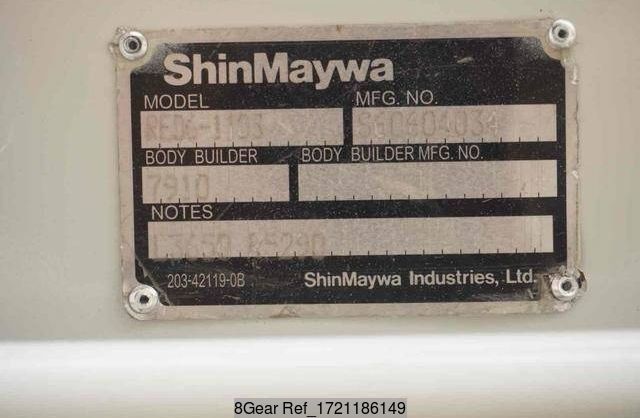 ShinMaywa
MODEL MFG. NO.
BODY BUILDER BODY BUILDER MFG. NO.
7910
NOTES
203-42119-0B ShinMaywa Industries, Ltd.
8Gear Ref_1721186149